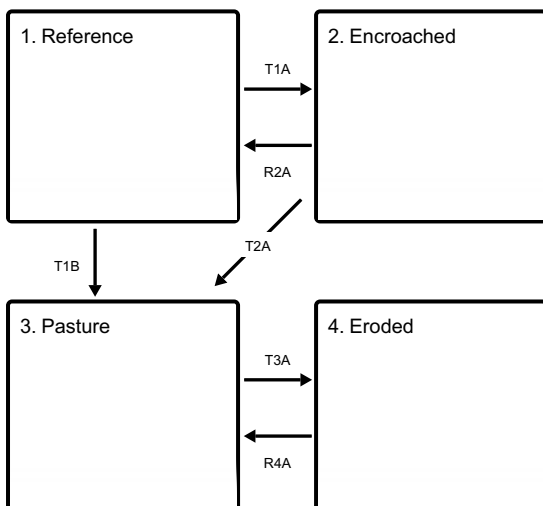 1. Reference
2. Encroached
T1A
R2A
T1B
T2A
3. Pasture
4. Eroded
T3A
R4A